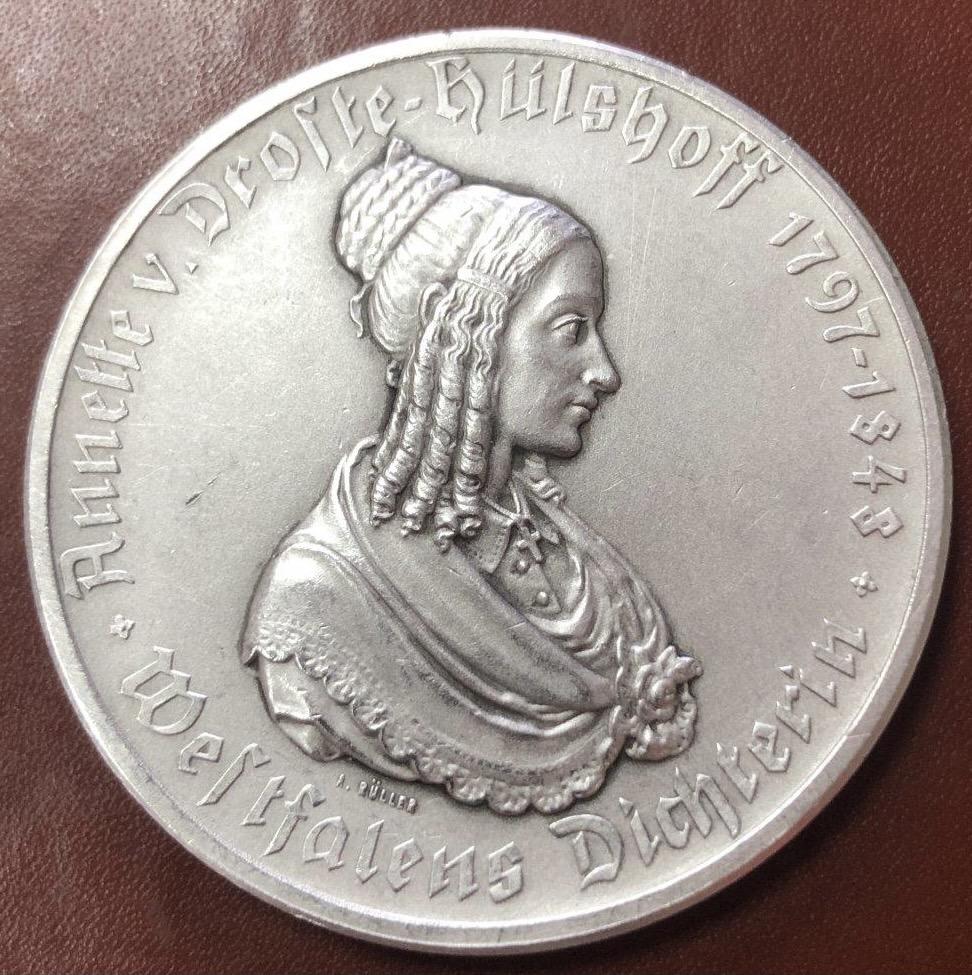 Annette v. Droſte-Hülshoff 1797-1848
Weſtfalens Dichterin
A. RÜLLER